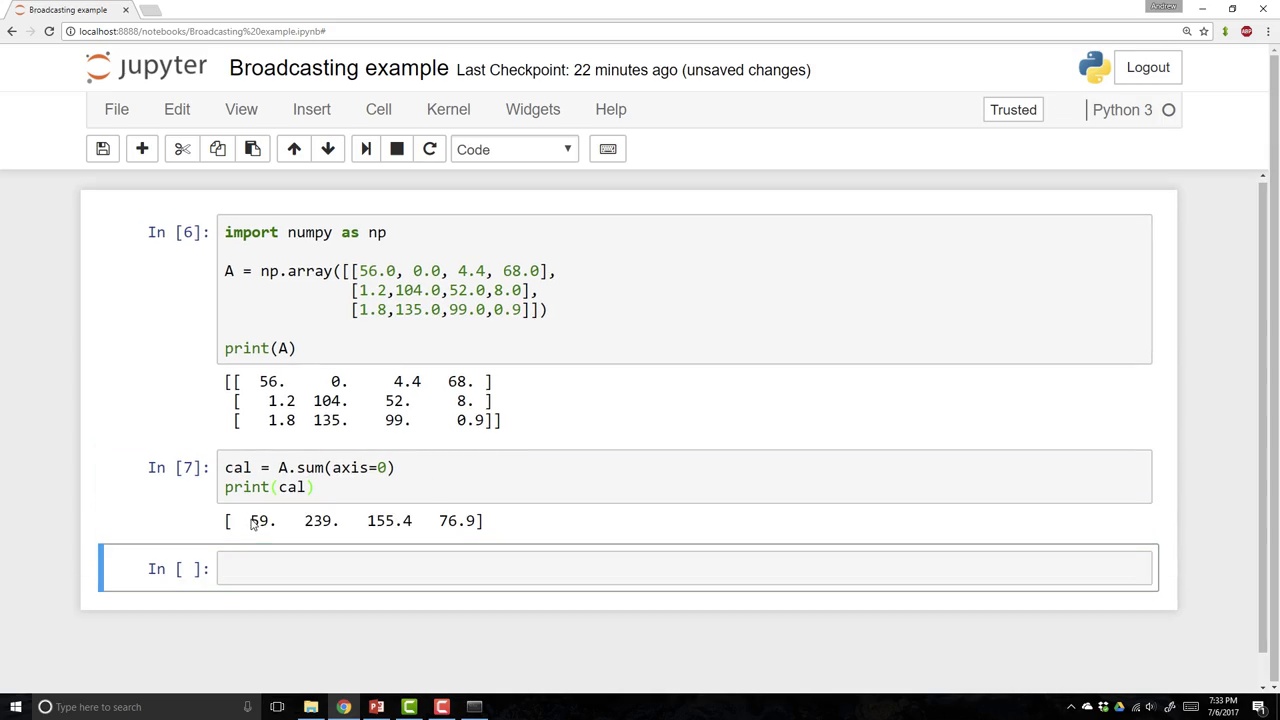 Broadcasting example
Andrew
localhost:8888/notebooks/Broadcasting%20example.ipynb#
ABP
jupyter Broadcasting example Last Checkpoint: 22 minutes ago (unsaved changes)
Logout
File Edit View Insert Cell Kernel Widgets Help Trusted Python 3
Code
In [6]: import numpy as np
A = np.array([[56.0, 0.0, 4.4, 68.0],
[1.2,104.0,52.0,8.0],
[1.8,135.0,99.0,0.9]])
print(A)
[[ 56. 0. 4.4 68. ]
[ 1.2 104. 52. 8. ]
[ 1.8 135. 99. 0.9]]
In [7]: cal = A.sum(axis=0)
print(cal)
[ 59. 239. 155.4 76.9]
In [ ]:
Type here to search
7:33 PM
7/6/2017